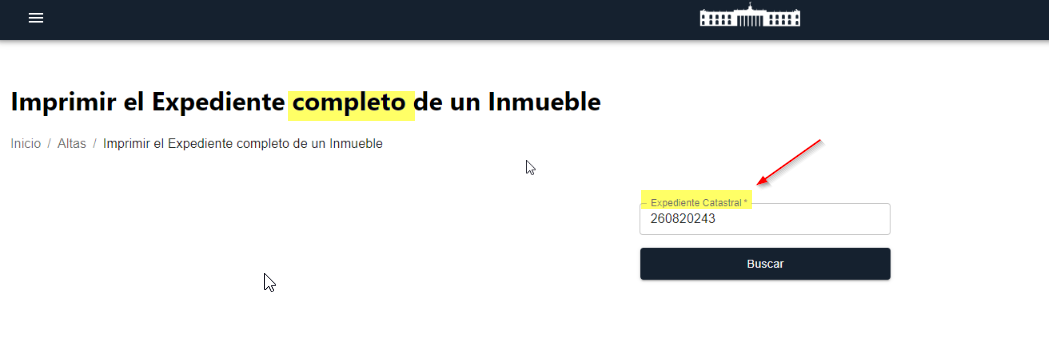 Imprimir el Expediente completo de un Inmueble
Inicio / Altas / Imprimir el Expediente completo de un Inmueble
Expediente Catastral *
260820243
Buscar